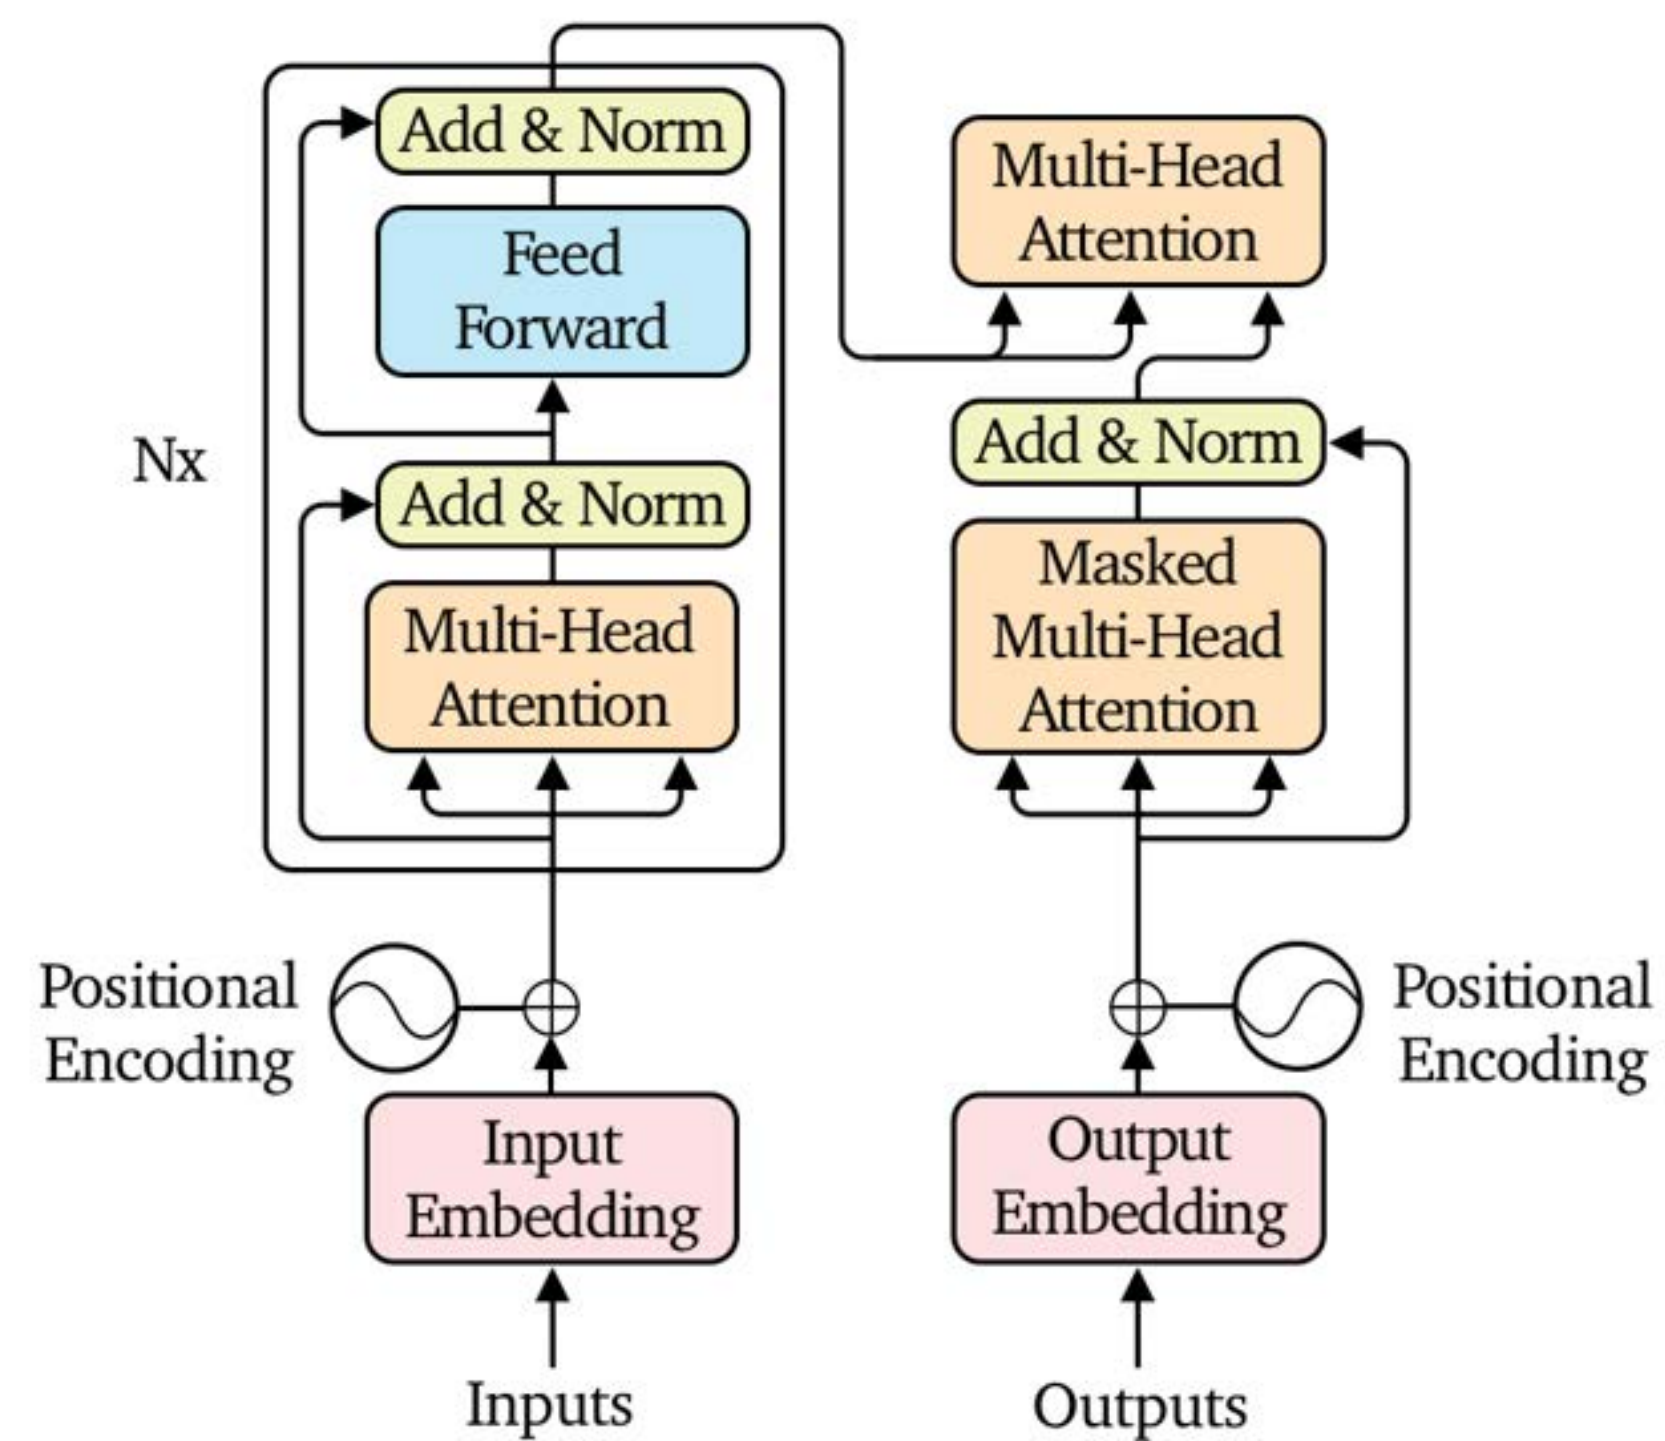 Add & Norm
Feed
Forward
Nx
Add & Norm
Multi-Head
Attention
Positional
Encoding
Input
Embedding
Inputs
Multi-Head
Attention
Add & Norm
Masked
Multi-Head
Attention
Positional
Encoding
Output
Embedding
Outputs